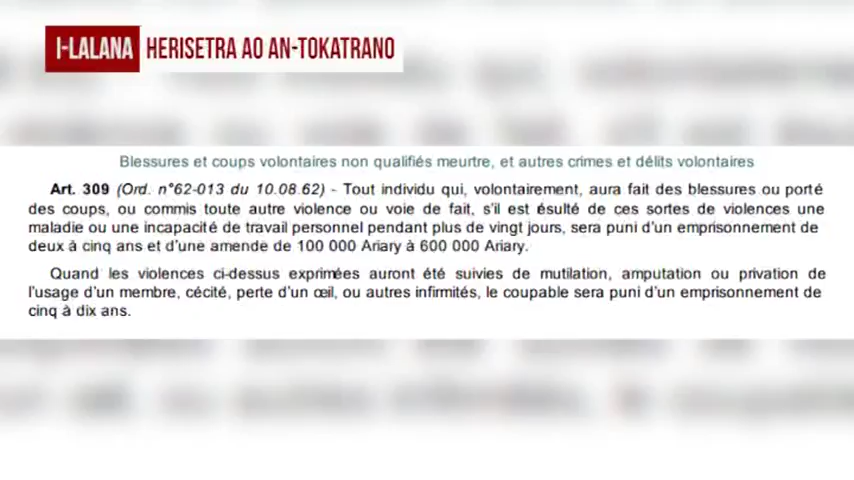 I-LALANA HERISETRA AO AN-TOKATRANO
Blessures et coups volontaires non qualifiés meurtre, et autres crimes et délits volontaires
Art. 309 (Ord. n°62-013 du 10.08.62) - Tout individu qui, volontairement, aura fait des blessures ou porté
des coups, ou commis toute autre violence ou voie de fait, s'il est ésulté de ces sortes de violences une
maladie ou une incapacité de travail personnel pendant plus de vingt jours, sera puni d'un emprisonnement de
deux à cinq ans et d'une amende de 100 000 Ariary à 600 000 Ariary.
Quand les violences ci-dessus exprimées auront été suivies de mutilation, amputation ou privation de
l'usage d'un membre, cécité, perte d'un œil, ou autres infirmités, le coupable sera puni d'un emprisonnement de
cinq à dix ans.